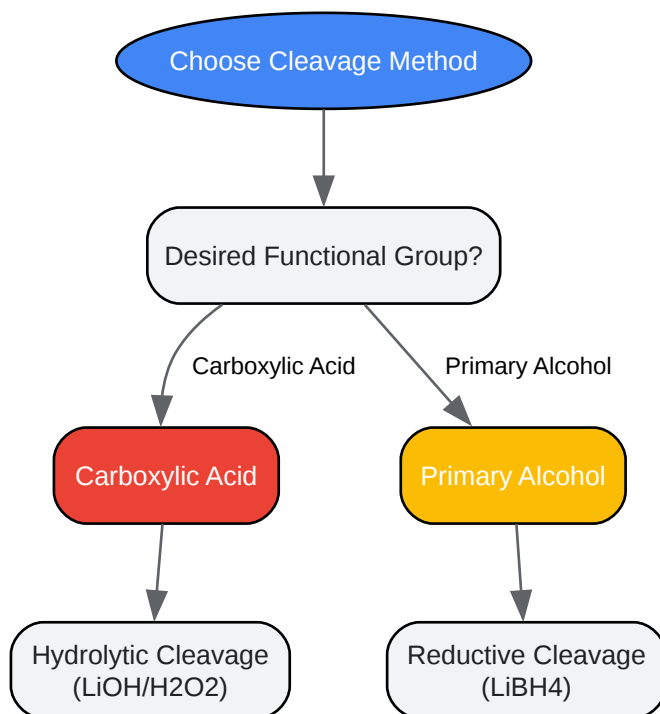 Choose Cleavage Method
Desired Functional Group?
Carboxylic Acid
Primary Alcohol
Carboxylic Acid
Primary Alcohol
Hydrolytic Cleavage
(LiOH/H2O2)
Reductive Cleavage
(LiBH4)